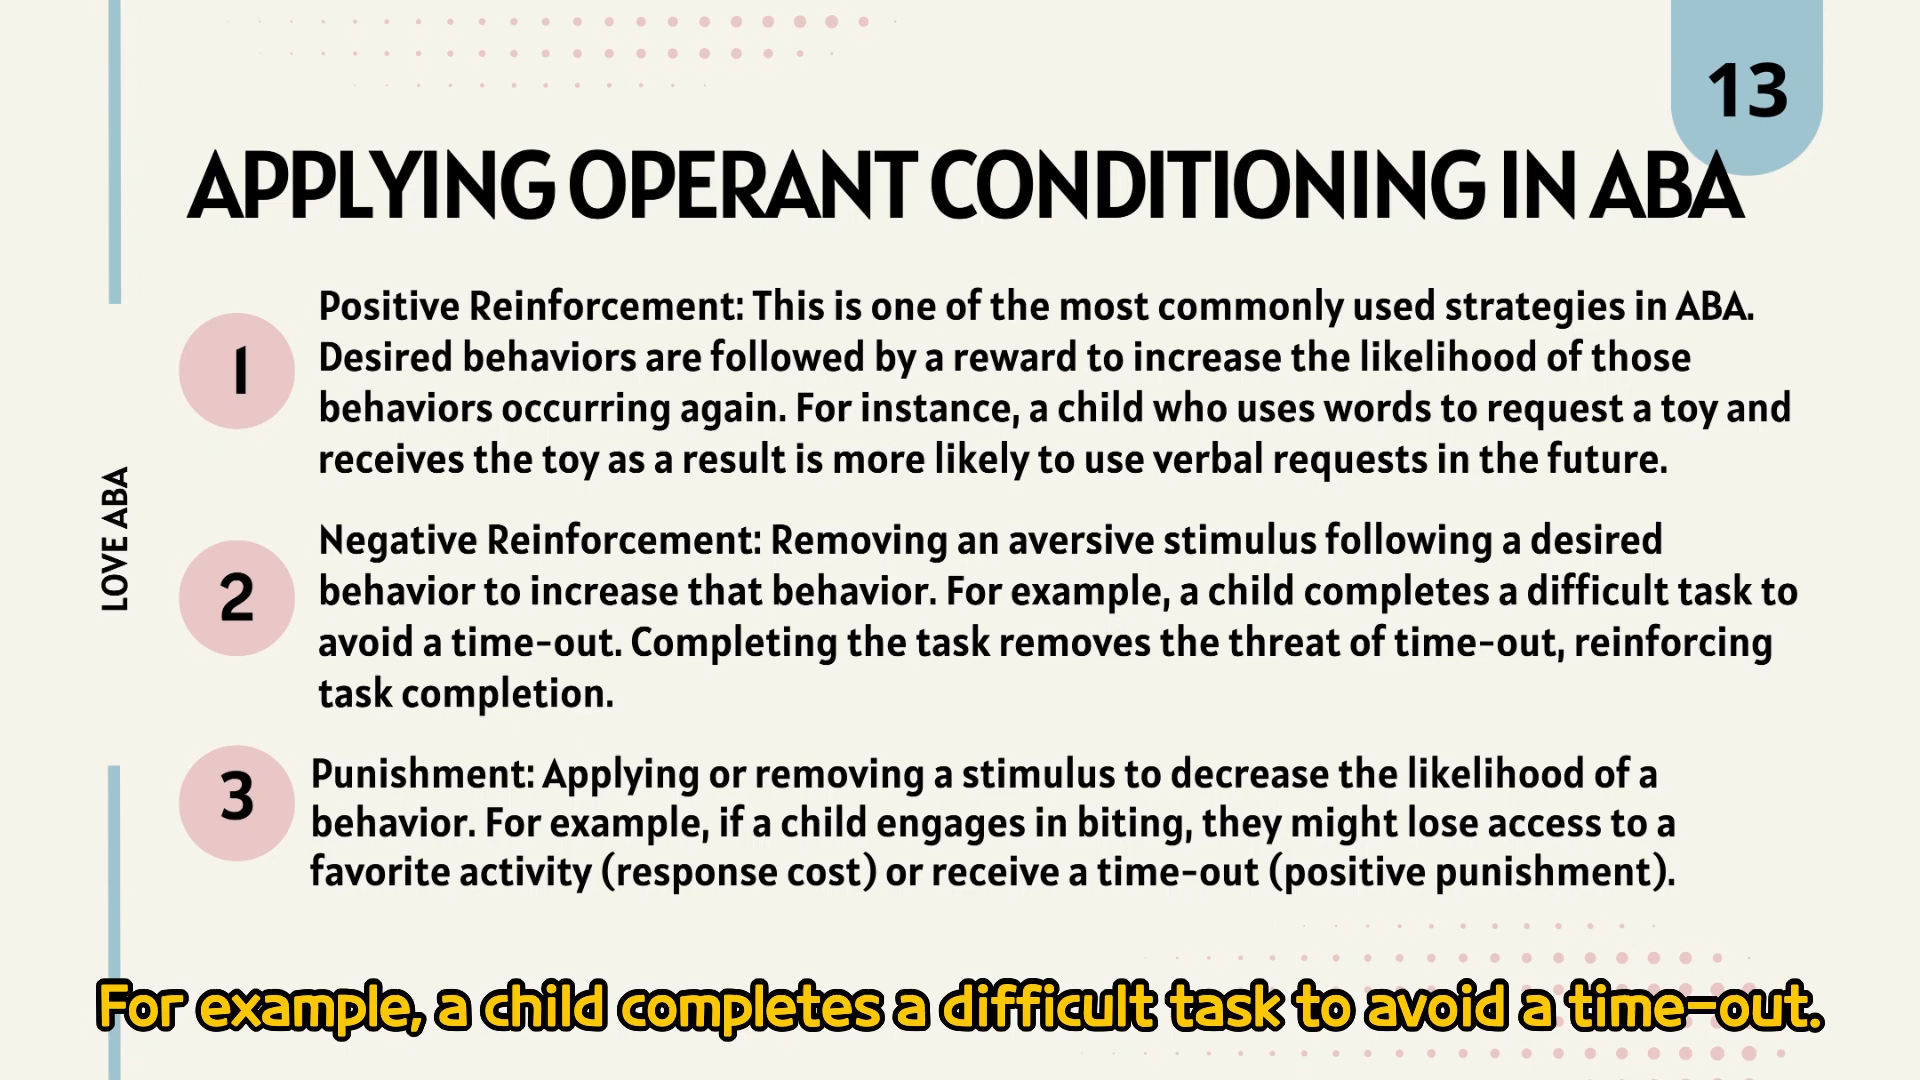 13
APPLYING OPERANT CONDITIONING IN ABA
1
Positive Reinforcement: This is one of the most commonly used strategies in ABA.
Desired behaviors are followed by a reward to increase the likelihood of those
behaviors occurring again. For instance, a child who uses words to request a toy and
receives the toy as a result is more likely to use verbal requests in the future.
LOVE ABA
2
Negative Reinforcement: Removing an aversive stimulus following a desired
behavior to increase that behavior. For example, a child completes a difficult task to
avoid a time-out. Completing the task removes the threat of time-out, reinforcing
task completion.
3
Punishment: Applying or removing a stimulus to decrease the likelihood of a
behavior. For example, if a child engages in biting, they might lose access to a
favorite activity (response cost) or receive a time-out (positive punishment).
For example, a child completes a difficult task to avoid a time-out.